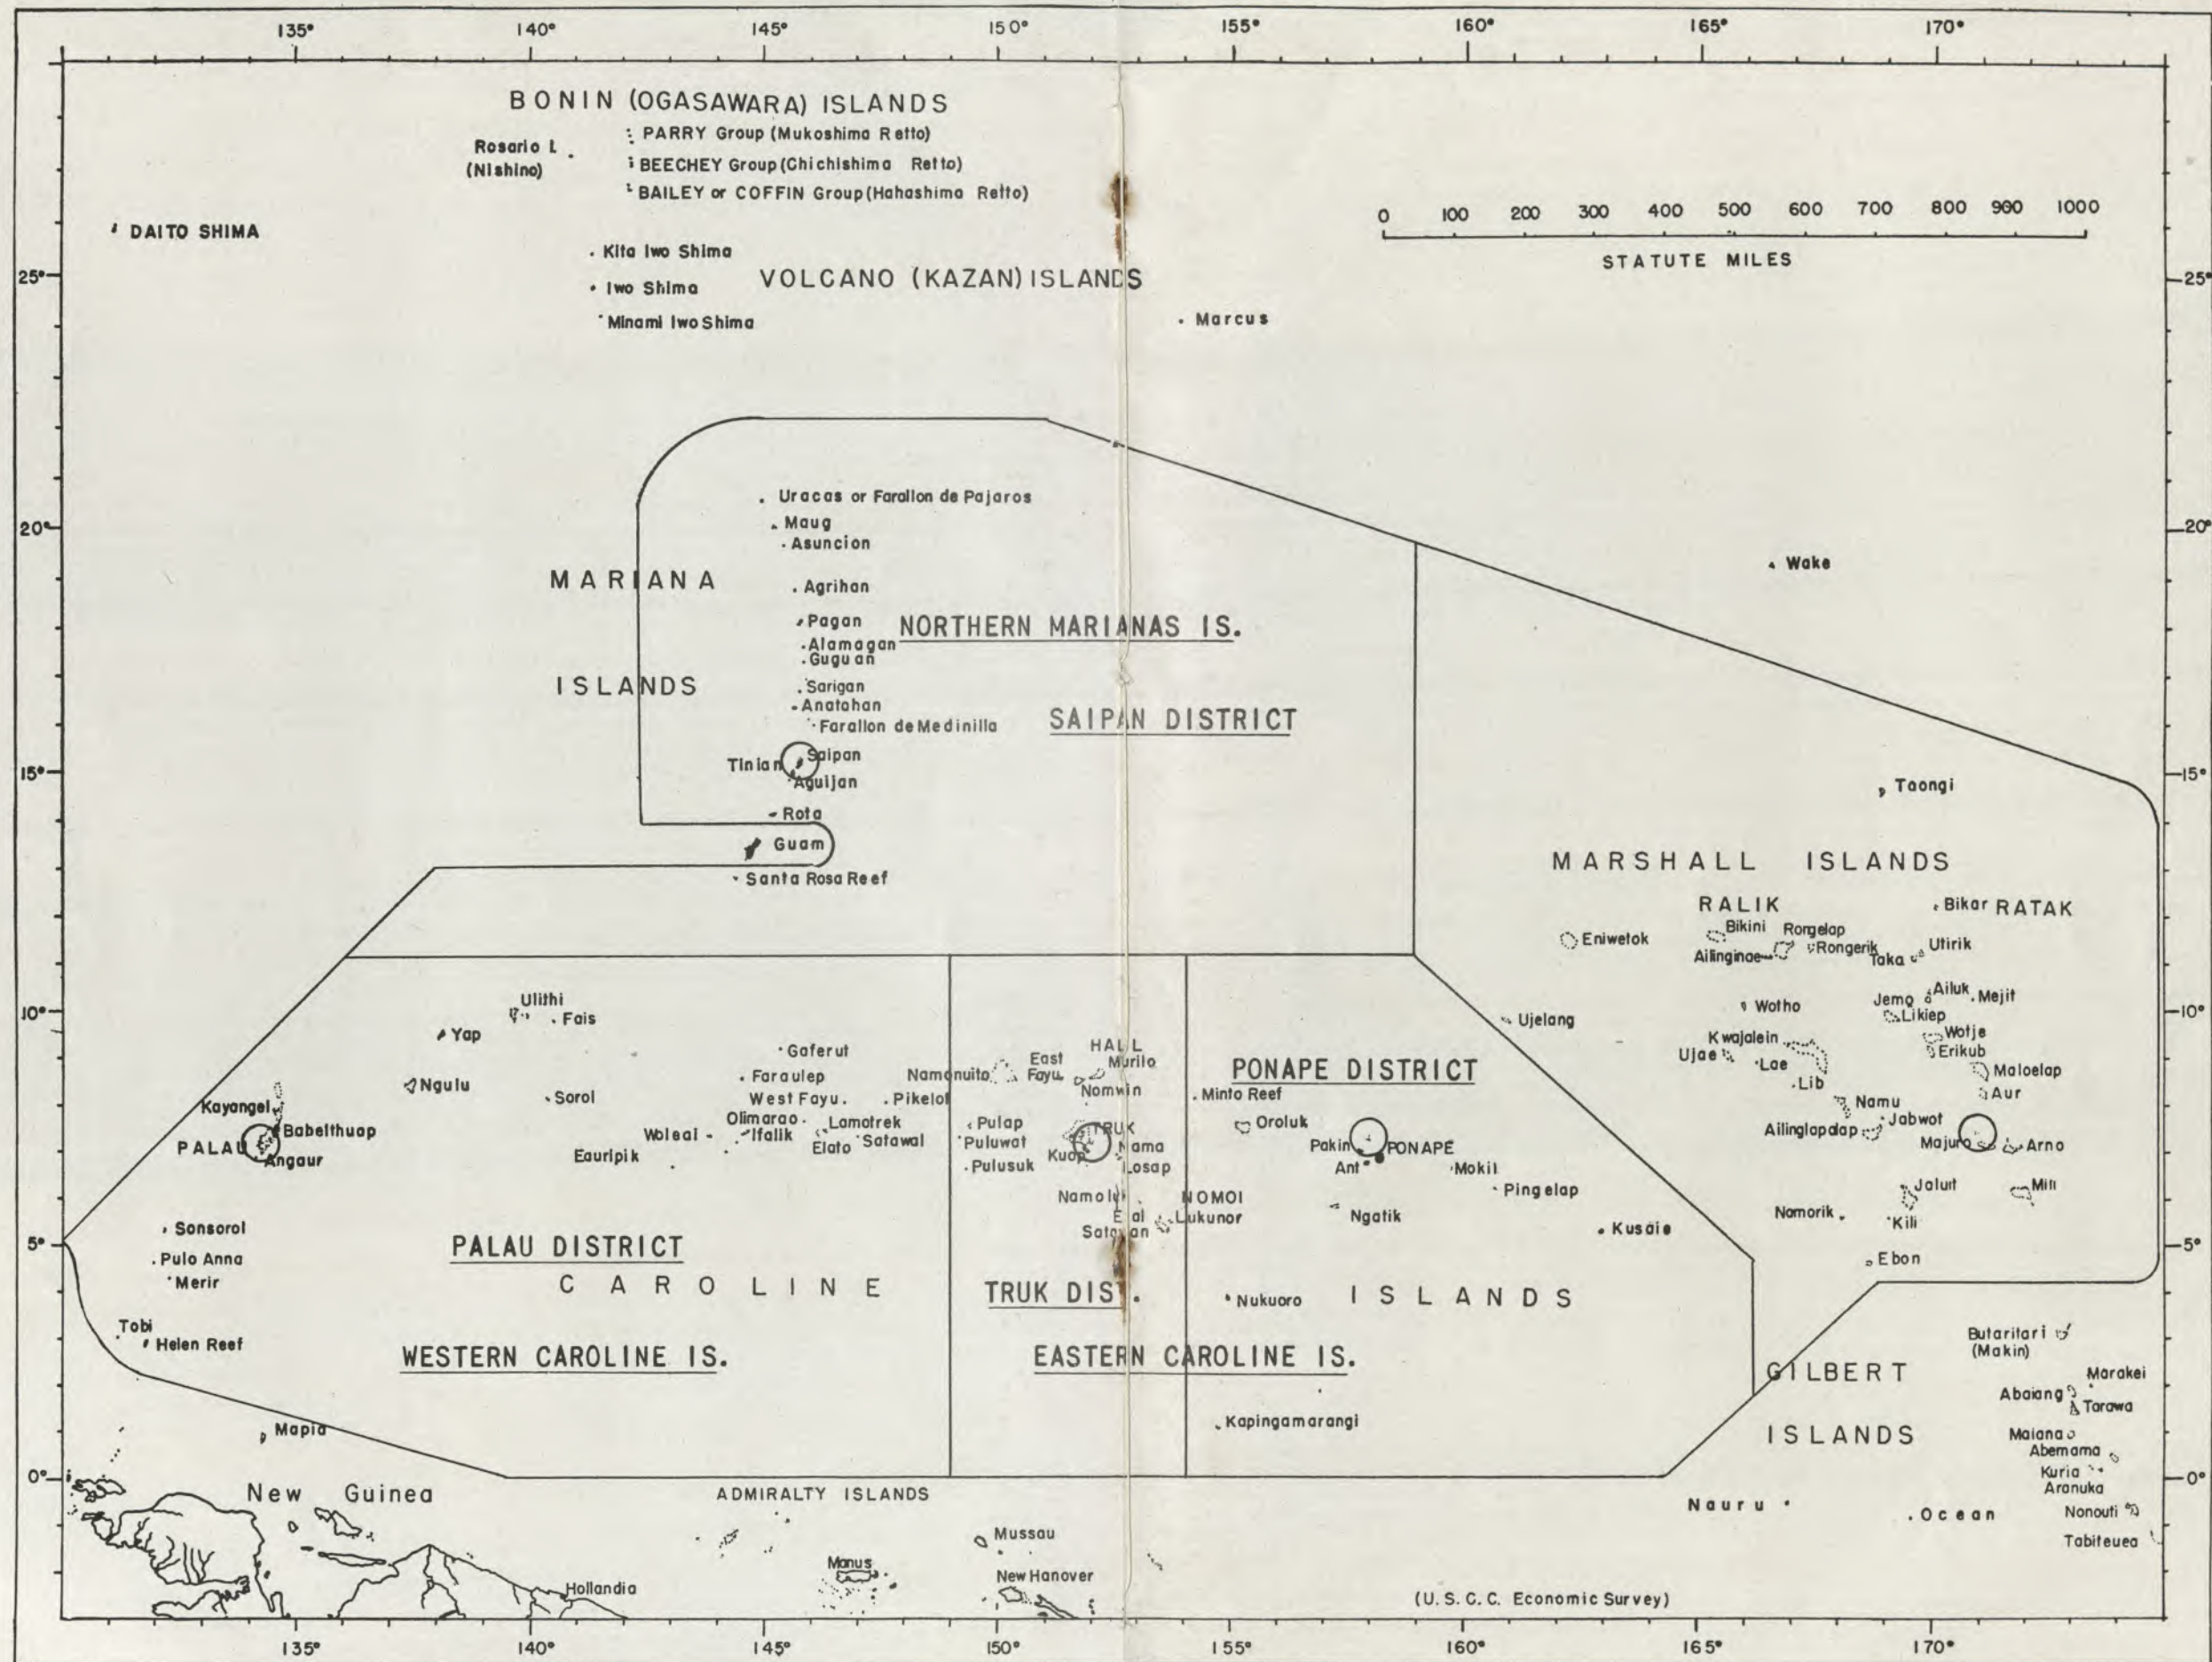 135° 140° 145° 150° 155° 160° 165° 170°
BONIN (OGASAWARA) ISLANDS
PARRY Group (Mukoshima Retto)
Rosario I.
(Nishino)
BEECHEY Group (Chichishima Retto)
BAILEY or COFFIN Group (Hahashima Retto)
0 100 200 300 400 500 600 700 800 900 1000
STATUTE MILES
DAITO SHIMA
Kita Iwo Shima
25° 25°
VOLCANO (KAZAN) ISLANDS
Iwo Shima
Minami Iwo Shima
Marcus
Uracas or Farallon de Pajaros
20° 20°
Maug
Asuncion
Wake
MARIANA
Agrihan
Pagan
NORTHERN MARIANAS IS.
Alamagan
Guguan
ISLANDS
Sarigan
Anatahan
SAIPAN DISTRICT
Farallon de Medinilla
Saipan
Tinian
15° 15°
Aguijan
Taongi
Rota
Guam
MARSHALL ISLANDS
Santa Rosa Reef
RALIK
Bikar
RATAK
Bikini
Rongelap
Eniwetok
Rongerik
Utirik
Ailinginae
Taka
Ulithi
Ailuk
Mejit
Jemo
Wotho
10° 10°
Fais
Likiep
Ujelang
Yap
Wotje
Kwajalein
HALL
Gaferut
East
Fayu
Murilo
Erikub
Ujae
Lae
PONAPE DISTRICT
Maloelap
Faraulep
Namonuito
Ngulu
Lib
Nomwin
Aur
Minto Reef
Sorol
West Fayu.
Pikelot
Kayangel
Namu
Jabwot
Olimarao
Lamotrek
Pulap
Oroluk
TRUK
Ailinglapalap
Babelthuap
Woleai
Ifalik
Satawal
Puluwat
Majuro
Arno
PALAU
Elato
Nama
Pakin
PONAPE
Angaur
Eauripik
Kuop
Pulusuk
Losap
Ant
Mokil
Pingelap
Jaluit
Mili
Namoluk
NOMOI
Ngatik
Lukunor
Namorik
Kili
Sonsorol
Kusaie
5° 5°
PALAU DISTRICT
Ebon
Pulo Anna
Merir
CAROLINE
TRUK DIST.
Nukuoro
ISLANDS
Tobi
Helen Reef
Butaritari
(Makin)
WESTERN CAROLINE IS.
EASTERN CAROLINE IS.
GILBERT
Marakei
Abaiang
Tarawa
Mapia
Kapingamarangi
ISLANDS
Maiana
Abemama
Kuria
0° 0°
Aranuka
New Guinea
ADMIRALTY ISLANDS
Nauru
Ocean
Nonouti
Mussau
Tabiteuea
Manus
New Hanover
Hollandia
(U.S.C.C. Economic Survey)
135° 140° 145° 150° 155° 160° 165° 170°